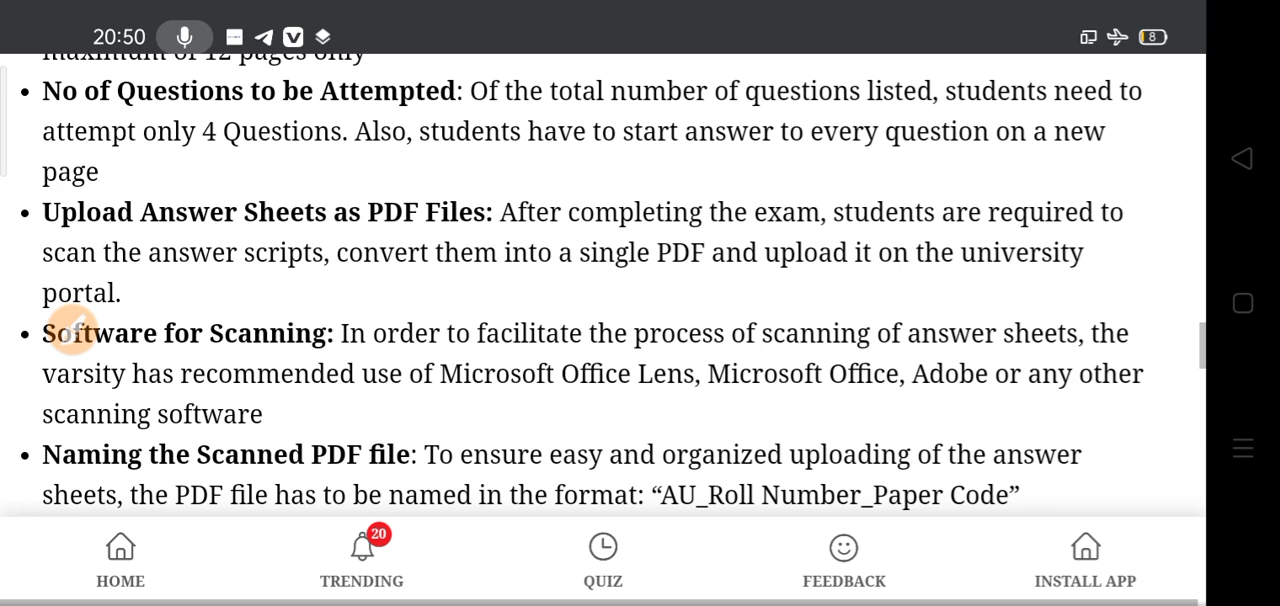 20:50
8
maximum of 12 pages only
• No of Questions to be Attempted: Of the total number of questions listed, students need to
attempt only 4 Questions. Also, students have to start answer to every question on a new
page
• Upload Answer Sheets as PDF Files: After completing the exam, students are required to
scan the answer scripts, convert them into a single PDF and upload it on the university
portal.
• Software for Scanning: In order to facilitate the process of scanning of answer sheets, the
varsity has recommended use of Microsoft Office Lens, Microsoft Office, Adobe or any other
scanning software
• Naming the Scanned PDF file: To ensure easy and organized uploading of the answer
sheets, the PDF file has to be named in the format: “AU_Roll Number_Paper Code”
20
HOME TRENDING QUIZ FEEDBACK INSTALL APP